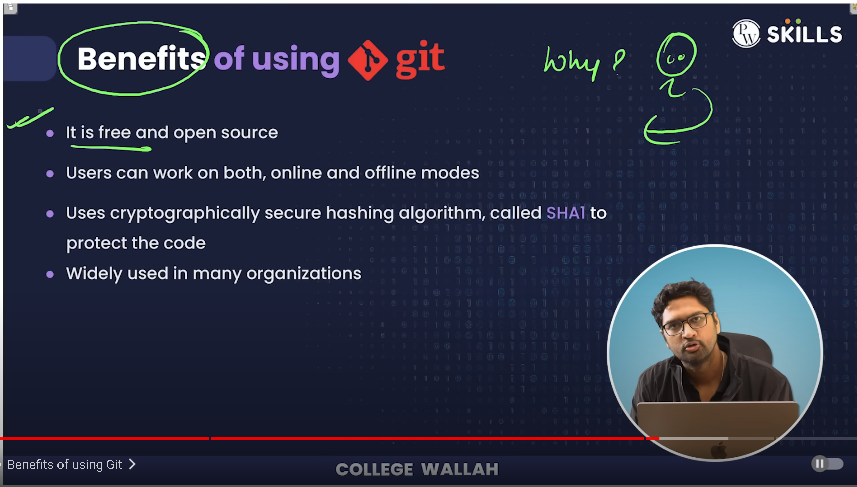 Benefits of using git
PW SKILLS
Why?
It is free and open source
Users can work on both, online and offline modes
Uses cryptographically secure hashing algorithm, called SHA1 to
protect the code
Widely used in many organizations
Benefits of using Git
COLLEGE WALLAH